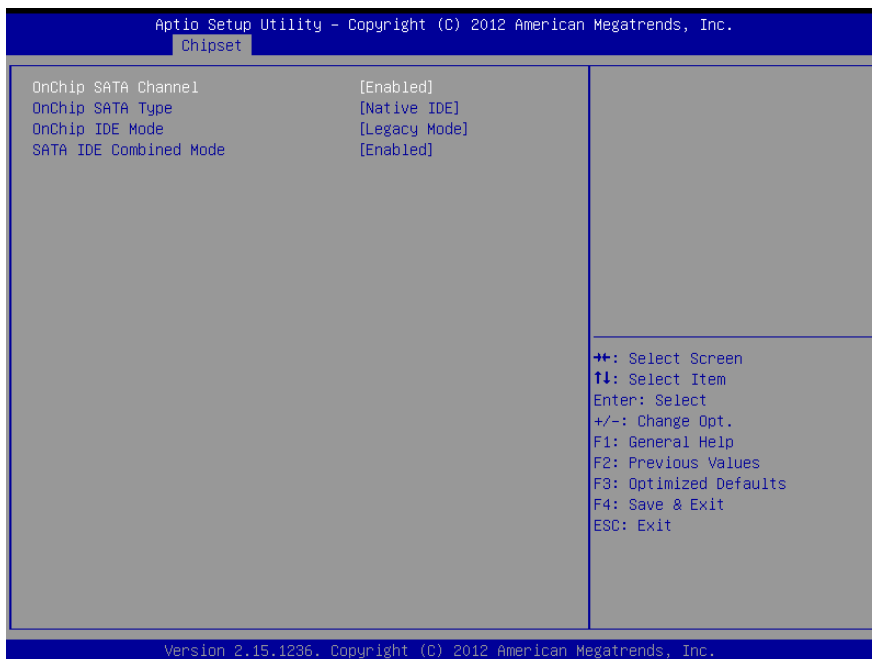 Aptio Setup Utility – Copyright (C) 2012 American Megatrends, Inc.
Chipset
OnChip SATA Channel [Enabled]
OnChip SATA Type [Native IDE]
OnChip IDE Mode [Legacy Mode]
SATA IDE Combined Mode [Enabled]
→←: Select Screen
↑↓: Select Item
Enter: Select
+/-: Change Opt.
F1: General Help
F2: Previous Values
F3: Optimized Defaults
F4: Save & Exit
ESC: Exit
Version 2.15.1236. Copyright (C) 2012 American Megatrends, Inc.